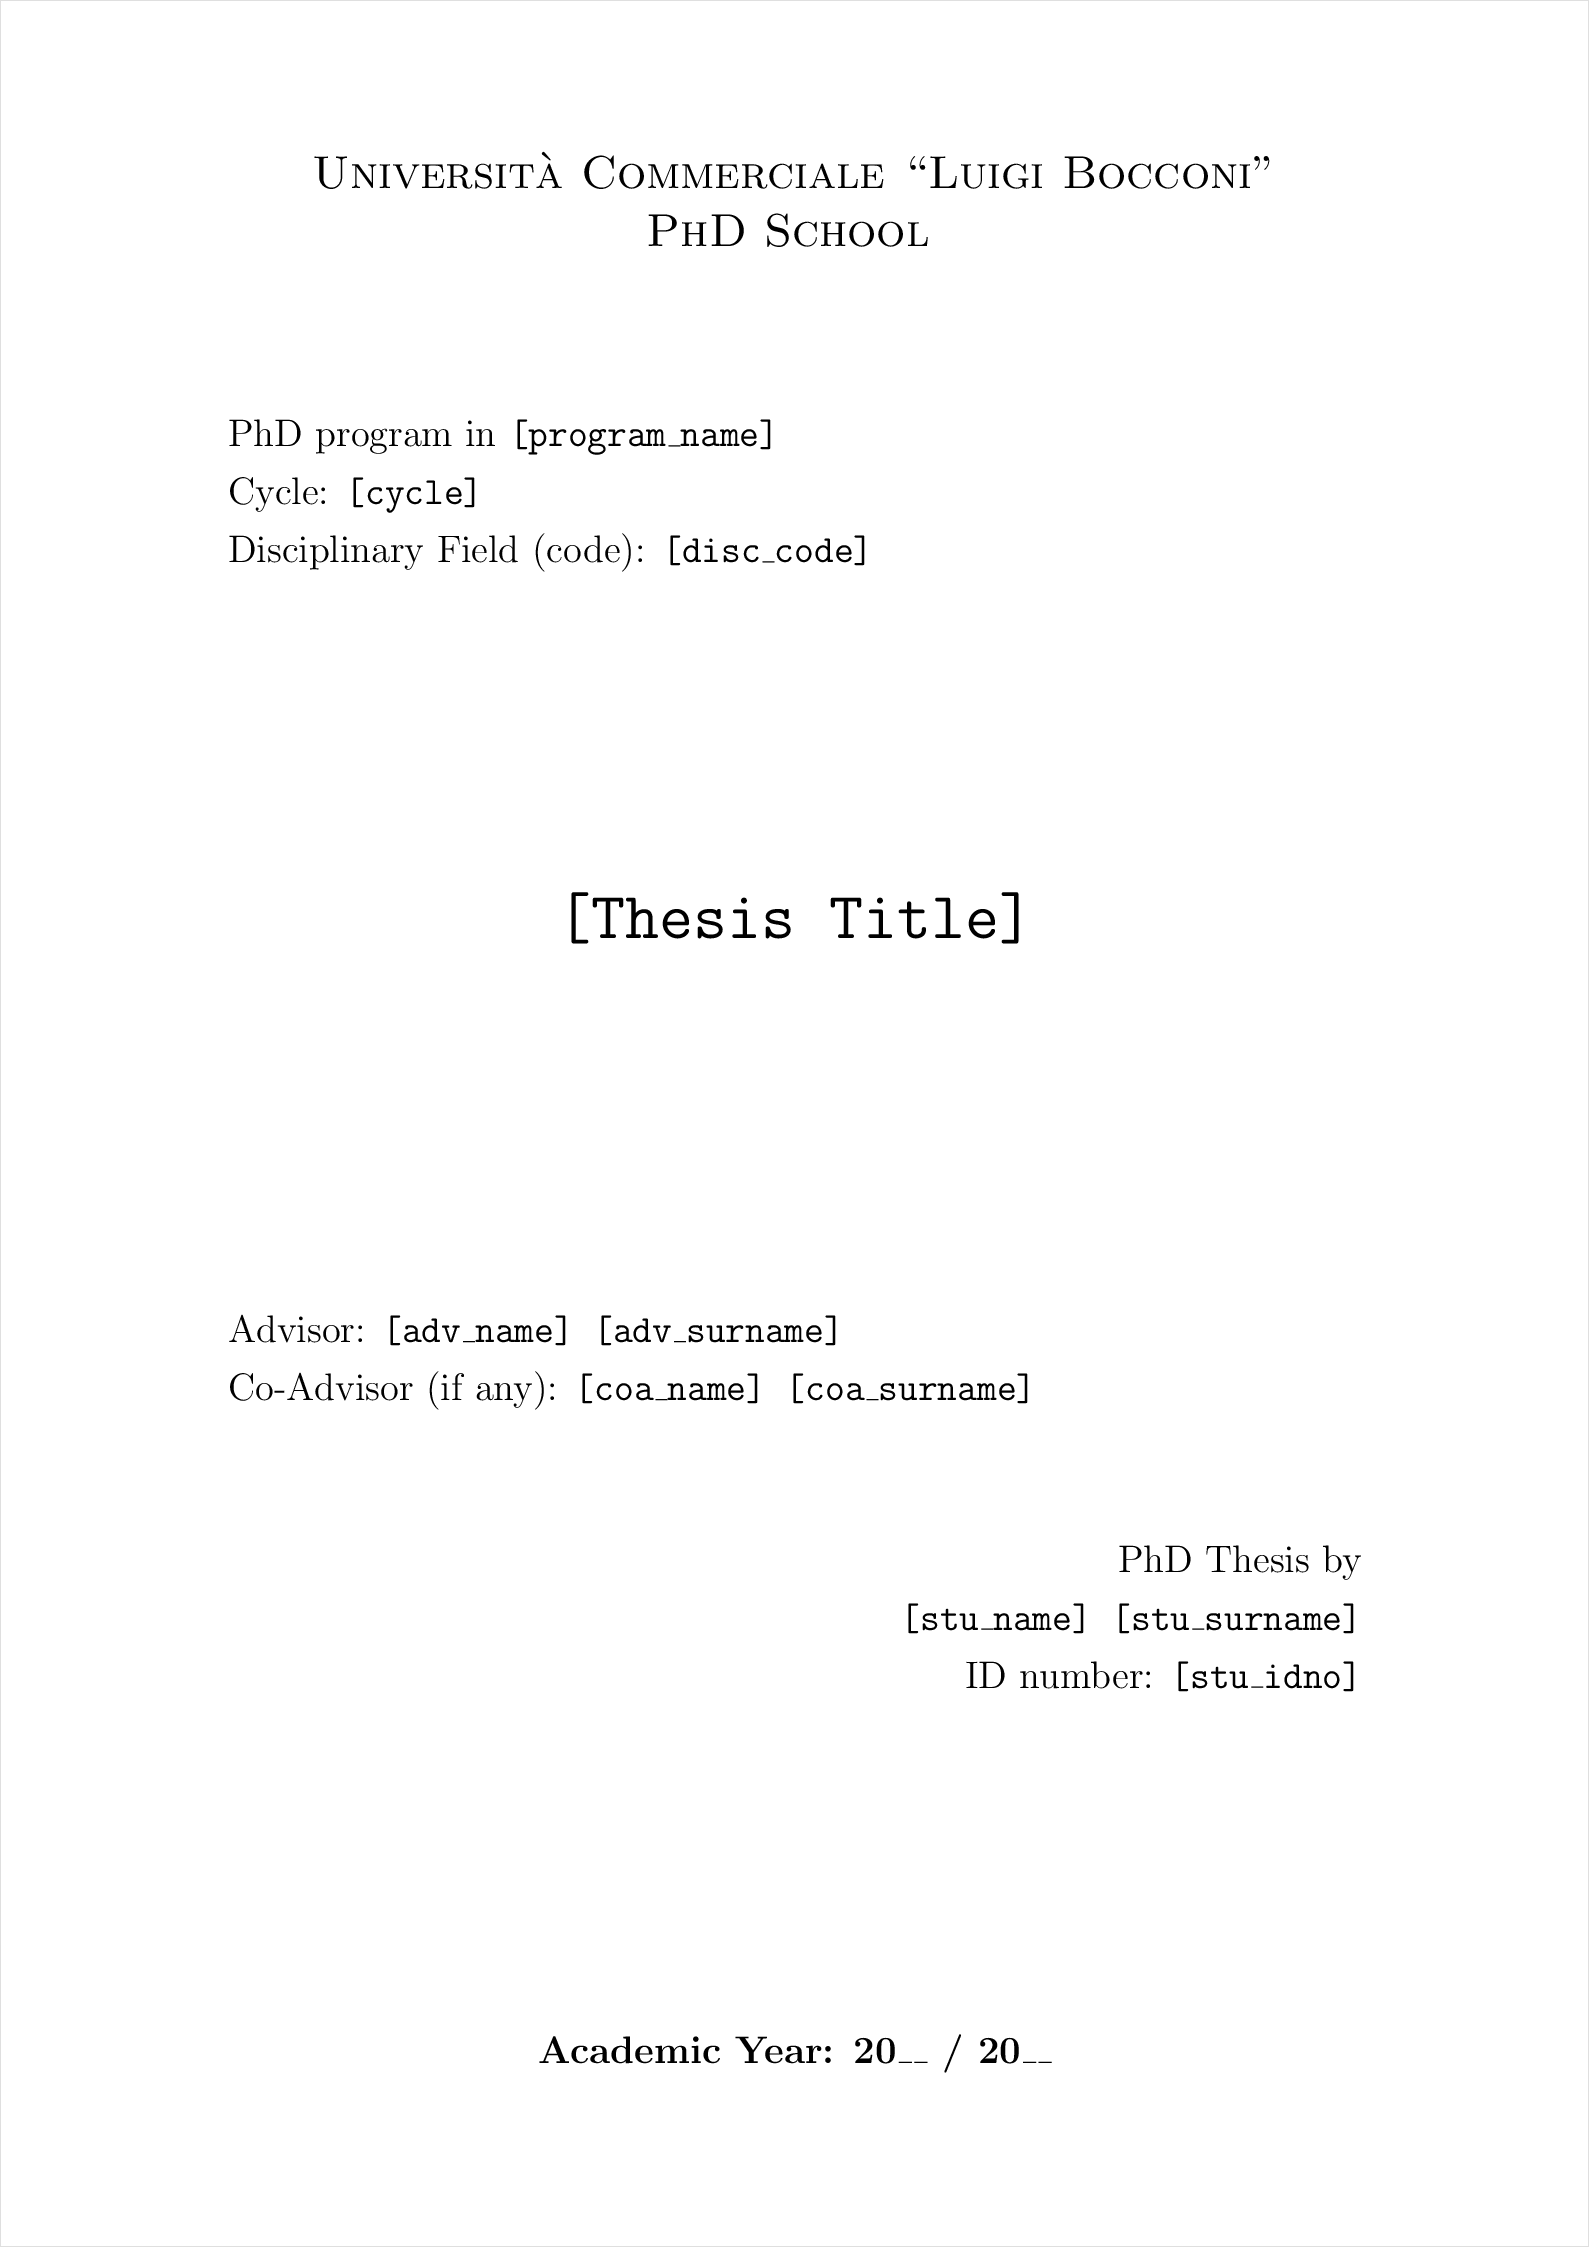 Università Commerciale “Luigi Bocconi”
PhD School
PhD program in [program_name]
Cycle: [cycle]
Disciplinary Field (code): [disc_code]
[Thesis Title]
Advisor: [adv_name] [adv_surname]
Co-Advisor (if any): [coa_name] [coa_surname]
PhD Thesis by
[stu_name] [stu_surname]
ID number: [stu_idno]
Academic Year: 20__ / 20__